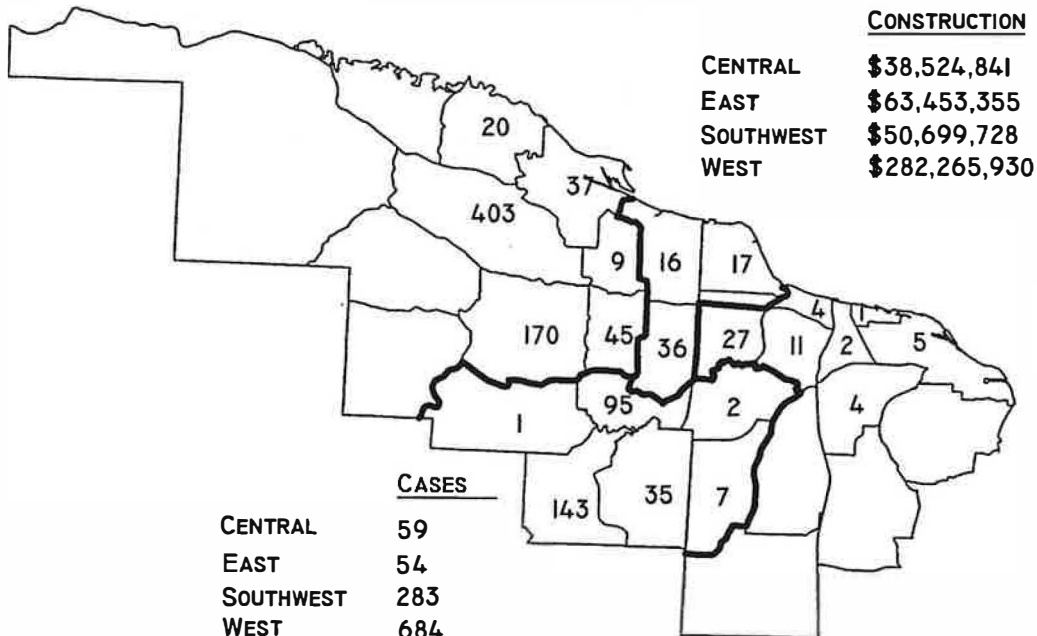 CONSTRUCTION
CENTRAL $38,524,841
EAST $63,453,355
SOUTHWEST $50,699,728
WEST $282,265,930
20
37
403
9 16 17
4 1
170 45 36 27 11 2 5
1 95 2 4
143 35 7
CASES
CENTRAL 59
EAST 54
SOUTHWEST 283
WEST 684